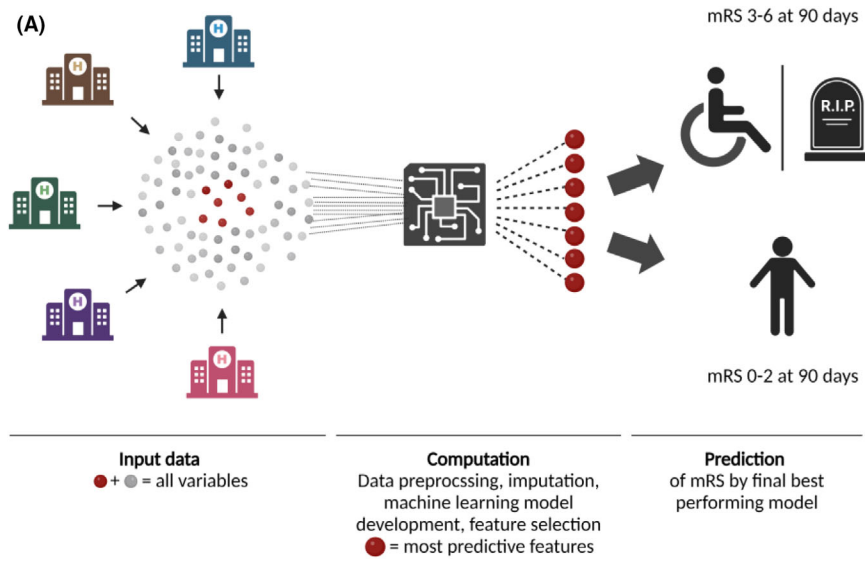 (A)
mRS 3-6 at 90 days
H
H
H
H
H
R.I.P.
mRS 0-2 at 90 days
Input data
+ = all variables
Computation
Data preprocssing, imputation,
machine learning model
development, feature selection
= most predictive features
Prediction
of mRS by final best
performing model